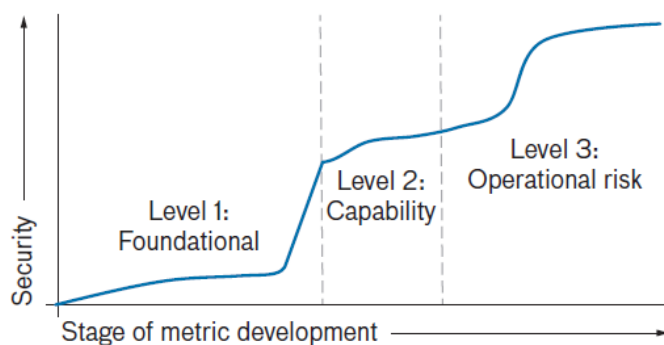 Security
Level 1:
Foundational
Level 2:
Capability
Level 3:
Operational risk
Stage of metric development